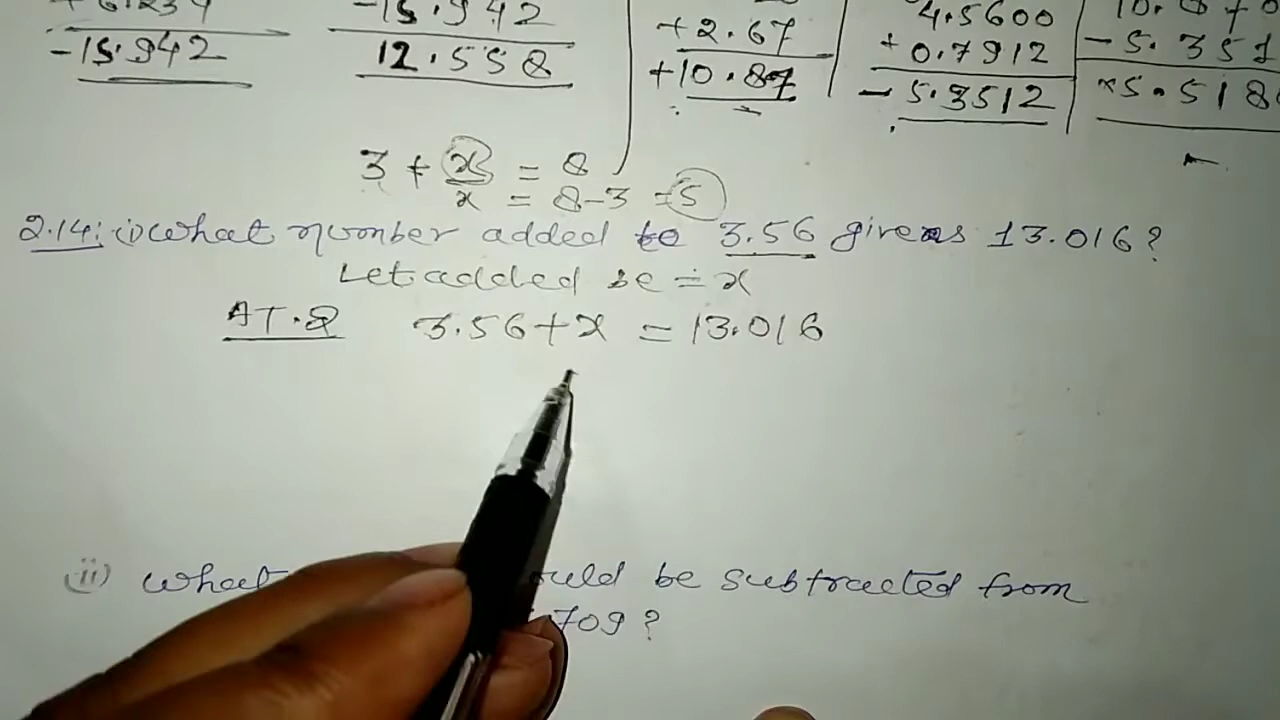 -15.942
-15.942
12.558
+2.67
+10.87
4.5600
+0.7912
-5.3512
-5.351
3 + x = 8
x = 8-3 = 5
2.14: (i) what number added to 3.56 gives 13.016?
Let added be = x
AT.Q 3.56+x = 13.016
(ii) what be subtracted from
709?